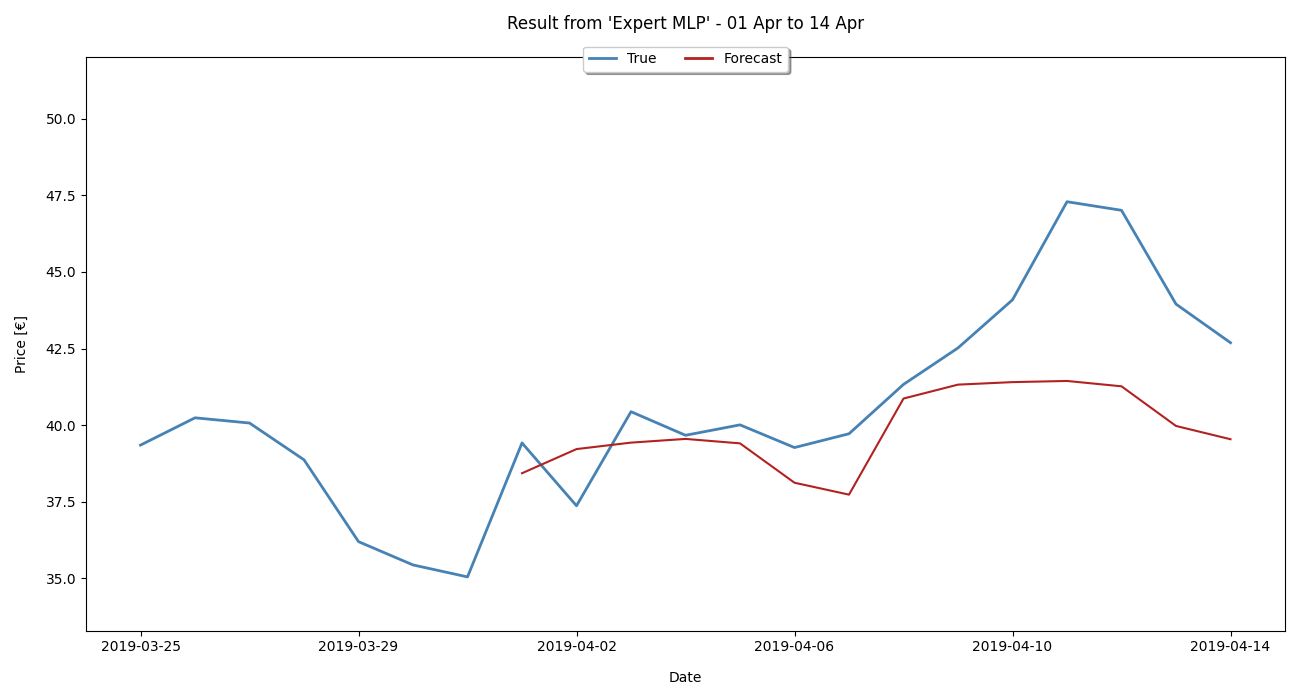 Result from 'Expert MLP' - 01 Apr to 14 Apr
True Forecast
50.0
47.5
45.0
42.5
40.0
37.5
35.0
Price [€]
2019-03-25 2019-03-29 2019-04-02 2019-04-06 2019-04-10 2019-04-14
Date